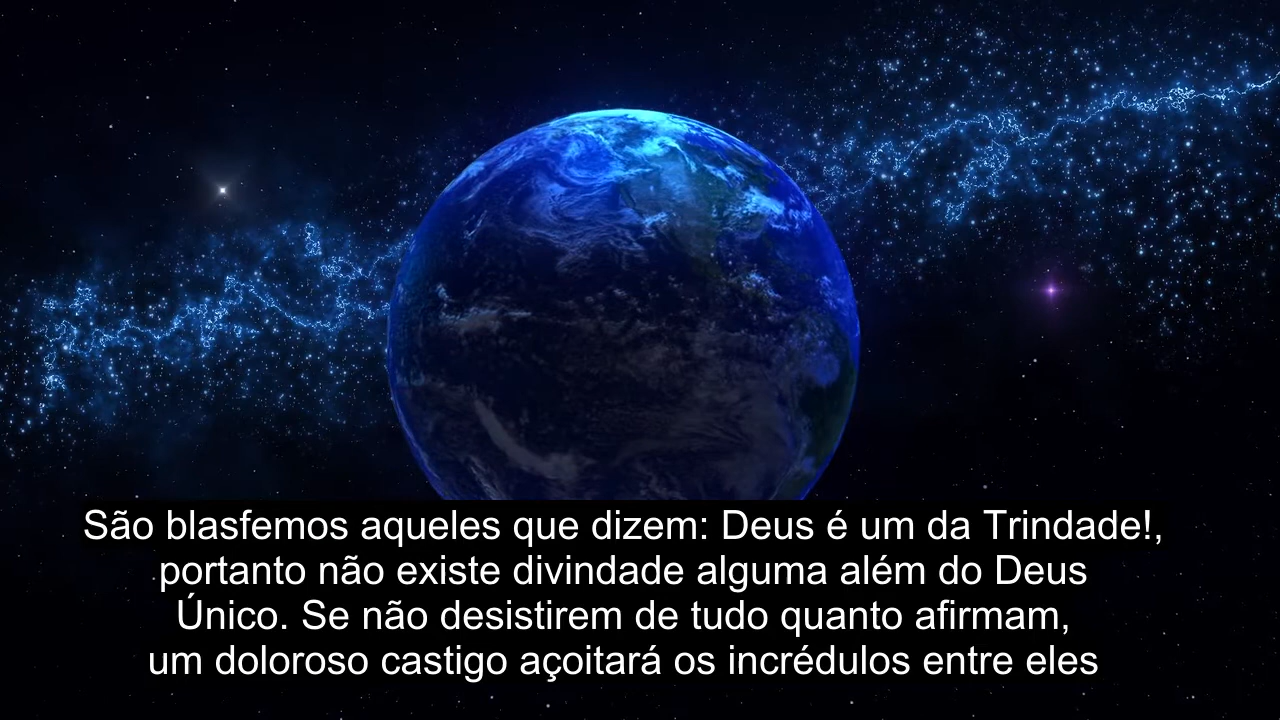 São blasfemos aqueles que dizem: Deus é um da Trindade!,
portanto não existe divindade alguma além do Deus
Único. Se não desistirem de tudo quanto afirmam,
um doloroso castigo açoitará os incrédulos entre eles